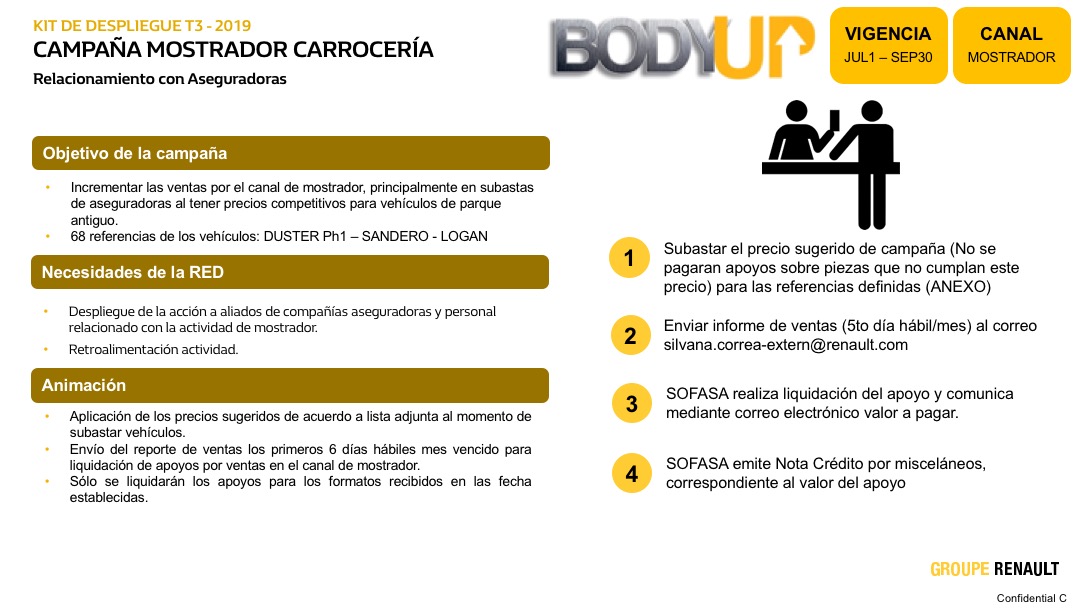 KIT DE DESPLIEGUE T3 - 2019
CAMPAÑA MOSTRADOR CARROCERÍA
Relacionamiento con Aseguradoras
BODYUP
VIGENCIA
JUL1 – SEP30
CANAL
MOSTRADOR
Objetivo de la campaña
• Incrementar las ventas por el canal de mostrador, principalmente en subastas
de aseguradoras al tener precios competitivos para vehículos de parque
antiguo.
• 68 referencias de los vehículos: DUSTER Ph1 – SANDERO - LOGAN
Necesidades de la RED
• Despliegue de la acción a aliados de compañías aseguradoras y personal
relacionado con la actividad de mostrador.
• Retroalimentación actividad.
Animación
• Aplicación de los precios sugeridos de acuerdo a lista adjunta al momento de
subastar vehículos.
• Envío del reporte de ventas los primeros 6 días hábiles mes vencido para
liquidación de apoyos por ventas en el canal de mostrador.
• Sólo se liquidarán los apoyos para los formatos recibidos en las fecha
establecidas.
1
Subastar el precio sugerido de campaña (No se
pagaran apoyos sobre piezas que no cumplan este
precio) para las referencias definidas (ANEXO)
2
Enviar informe de ventas (5to día hábil/mes) al correo
silvana.correa-extern@renault.com
3
SOFASA realiza liquidación del apoyo y comunica
mediante correo electrónico valor a pagar.
4
SOFASA emite Nota Crédito por misceláneos,
correspondiente al valor del apoyo
GROUPE RENAULT
Confidential C